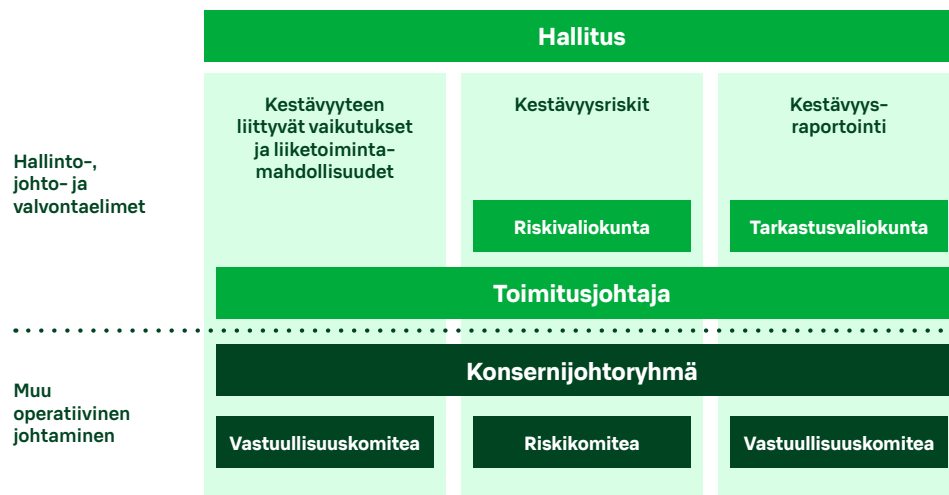 Hallitus
Kestävyyteen
liittyvät vaikutukset
ja liiketoiminta-
mahdollisuudet
Kestävyysriskit
Kestävyys-
raportointi
Hallinto-,
johto- ja
valvontaelimet
Riskivaliokunta
Tarkastusvaliokunta
Toimitusjohtaja
Konsernijohtoryhmä
Muu
operatiivinen
johtaminen
Vastuullisuuskomitea
Riskikomitea
Vastuullisuuskomitea